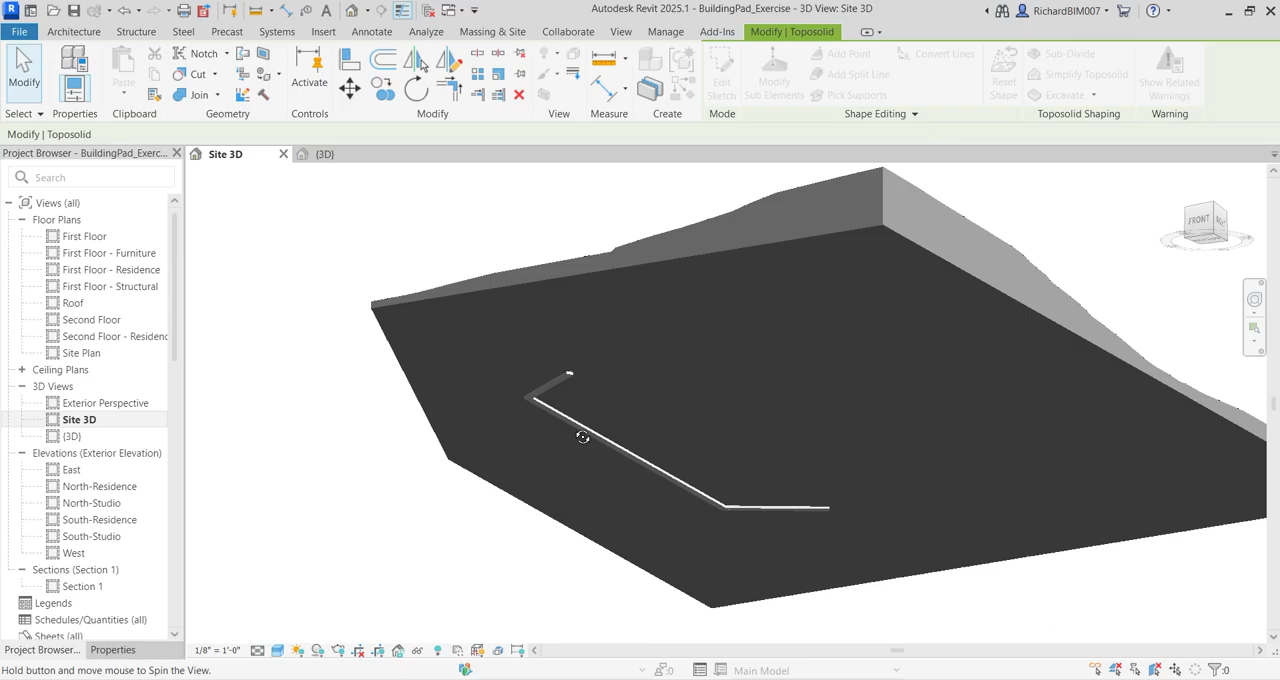 Autodesk Revit 2025.1 - BuildingPad_Exercise - 3D View: Site 3D
RichardBIM007
File Architecture Structure Steel Precast Systems Insert Annotate Analyze Massing & Site Collaborate View Manage Add-Ins Modify | Toposolid
Modify
Paste
Notch
Cut
Join
Activate
Edit Sketch
Modify Sub Elements
Add Point
Add Split Line
Pick Supports
Convert Lines
Reset Shape
Sub-Divide
Simplify Toposolid
Excavate
Show Related Warnings
Select Properties Clipboard Geometry Controls Modify View Measure Create Mode Shape Editing Toposolid Shaping Warning
Modify | Toposolid
Project Browser - BuildingPad_Exerc...
Site 3D
{3D}
Search
Views (all)
Floor Plans
First Floor
First Floor - Furniture
First Floor - Residence
First Floor - Structural
Roof
Second Floor
Second Floor - Residenc
Site Plan
Ceiling Plans
3D Views
Exterior Perspective
Site 3D
{3D}
Elevations (Exterior Elevation)
East
North-Residence
North-Studio
South-Residence
South-Studio
West
Sections (Section 1)
Section 1
Legends
Schedules/Quantities (all)
Sheets (all)
FRONT
Project Browser... Properties
1/8" = 1'-0"
Hold button and move mouse to Spin the View.
:0
Main Model
:0